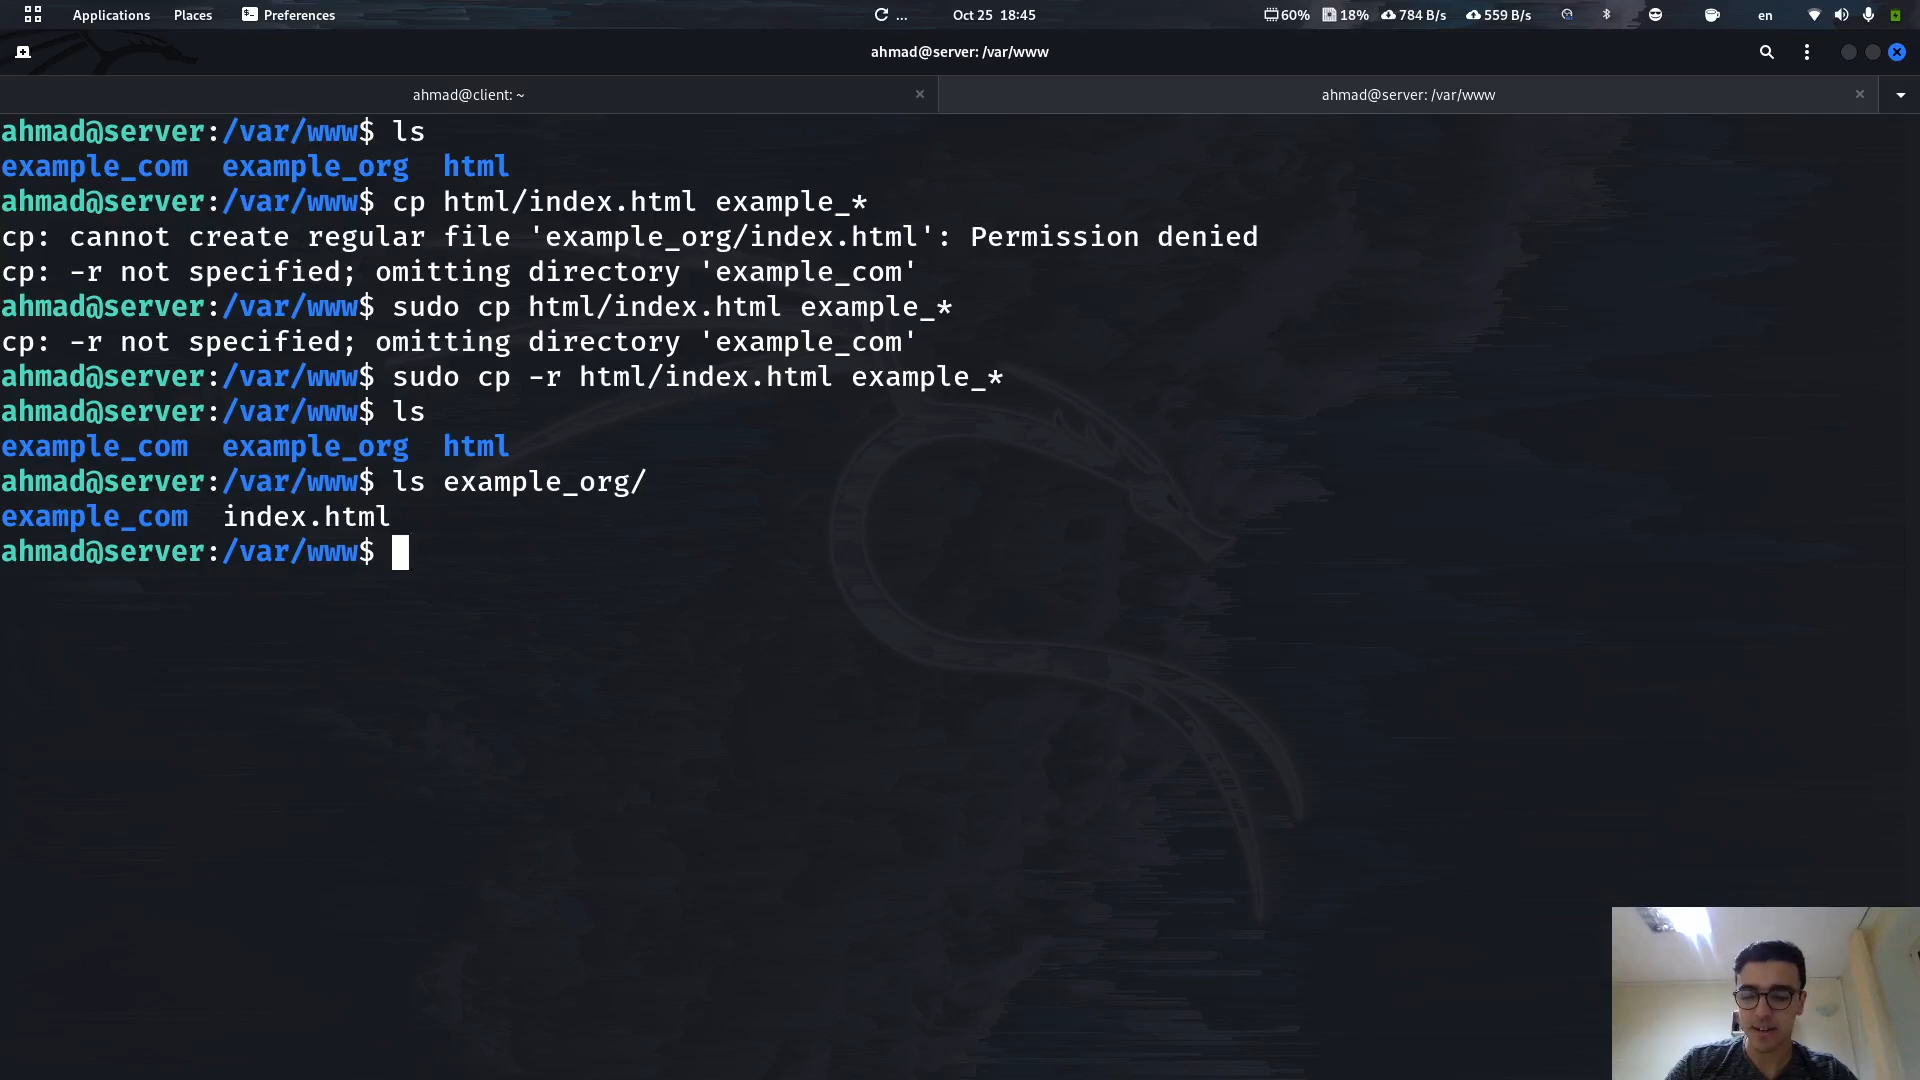 Applications Places Preferences ... Oct 25 18:45 60% 18% 784 B/s 559 B/s en
ahmad@server: /var/www
ahmad@client: ~ ahmad@server: /var/www
ahmad@server:/var/www$ ls
example_com example_org html
ahmad@server:/var/www$ cp html/index.html example_*
cp: cannot create regular file 'example_org/index.html': Permission denied
cp: -r not specified; omitting directory 'example_com'
ahmad@server:/var/www$ sudo cp html/index.html example_*
cp: -r not specified; omitting directory 'example_com'
ahmad@server:/var/www$ sudo cp -r html/index.html example_*
ahmad@server:/var/www$ ls
example_com example_org html
ahmad@server:/var/www$ ls example_org/
example_com index.html
ahmad@server:/var/www$